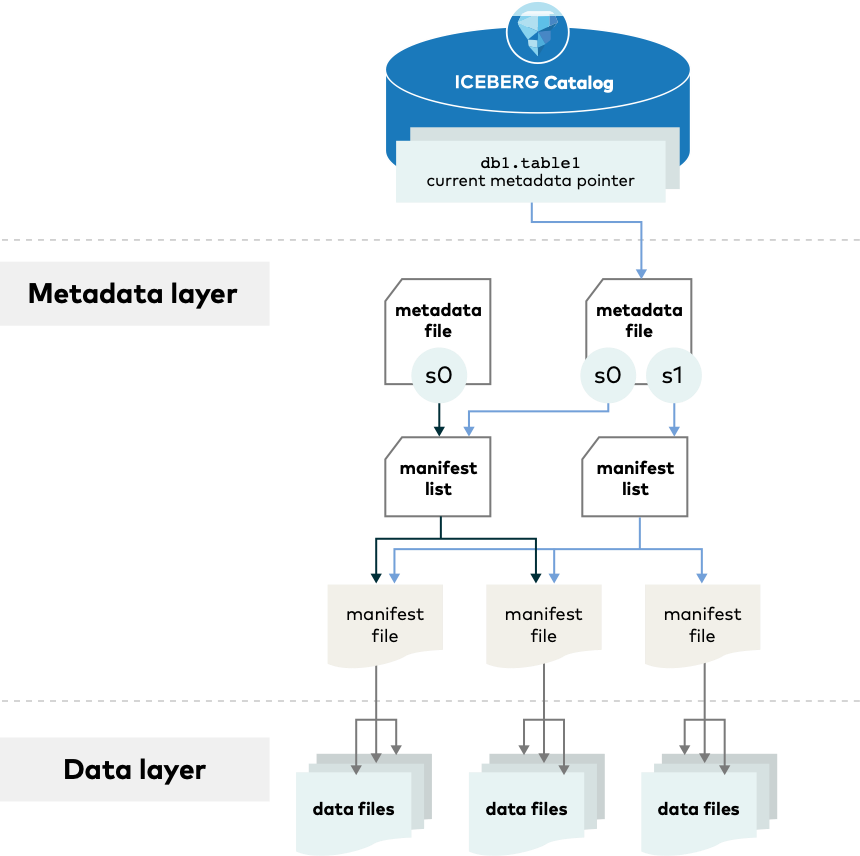 ICEBERG Catalog
db1.table1
current metadata pointer
Metadata layer
metadata
file
s0
metadata
file
s0
s1
manifest
list
manifest
list
manifest
file
manifest
file
manifest
file
Data layer
data files
data files
data files